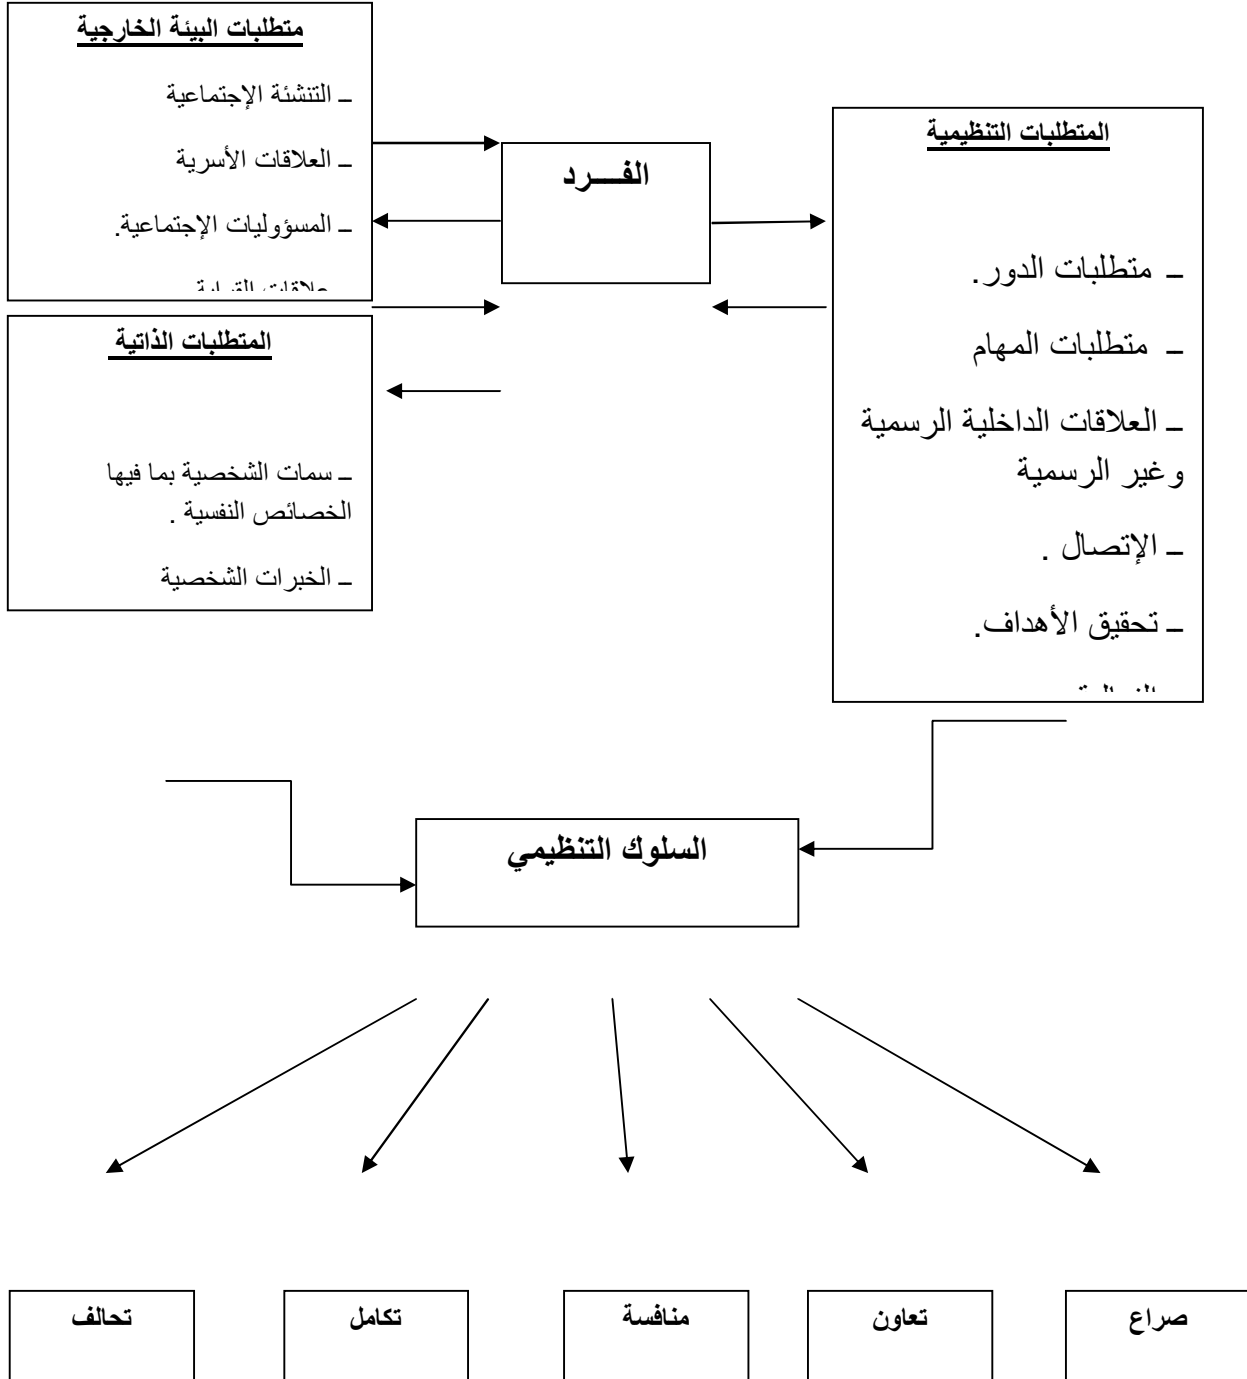 متطلبات البيئة الخارجية
ـ التنشئة الإجتماعية
ـ العلاقات الأسرية
ـ المسؤوليات الإجتماعية.
المتطلبات التنظيمية
ـ متطلبات الدور.
ـ متطلبات المهام
ـ العلاقات الداخلية الرسمية
وغير الرسمية
ـ الإتصال .
ـ تحقيق الأهداف.
الفـــرد
المتطلبات الذاتية
ـ سمات الشخصية بما فيها
الخصائص النفسية .
ـ الخبرات الشخصية
السلوك التنظيمي
صراع
تعاون
منافسة
تكامل
تحالف